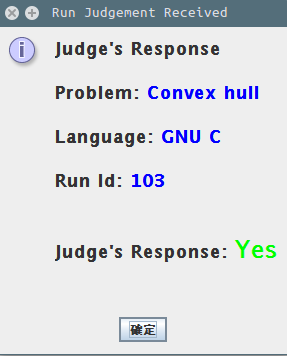 Run Judgement Received
Judge's Response
Problem: Convex hull
Language: GNU C
Run Id: 103
Judge's Response: Yes
確定